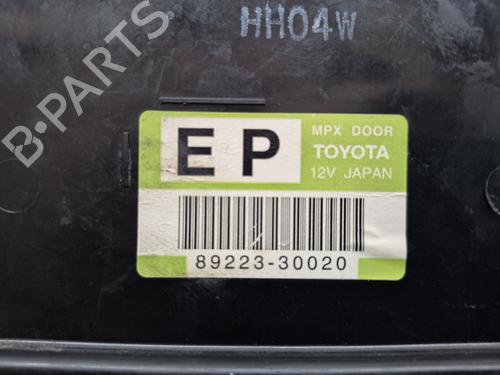 HH04W
B-PARTS
EP
MPX DOOR
TOYOTA
12V JAPAN
89223-30020